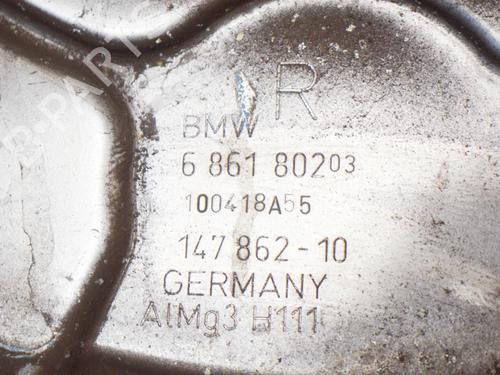 R
BMW
6 861 80203
100418A55
147 862-10
GERMANY
AlMg3 H111